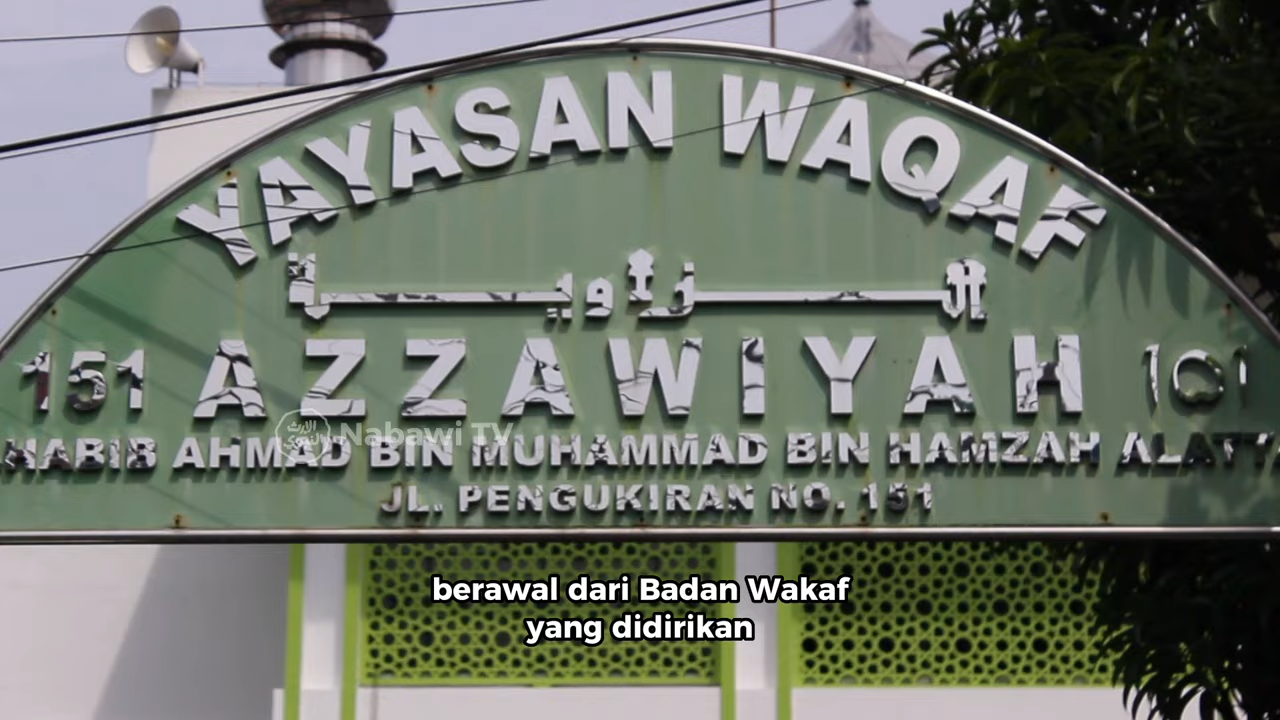 YAYASAN WAQAF
الزاوية
151 AZZAWIYAH 151
HABIB AHMAD BIN MUHAMMAD BIN HAMZAH ALATT
JL. PENGUKIRAN NO. 151
Nabawi TV
berawal dari Badan Wakaf
yang didirikan